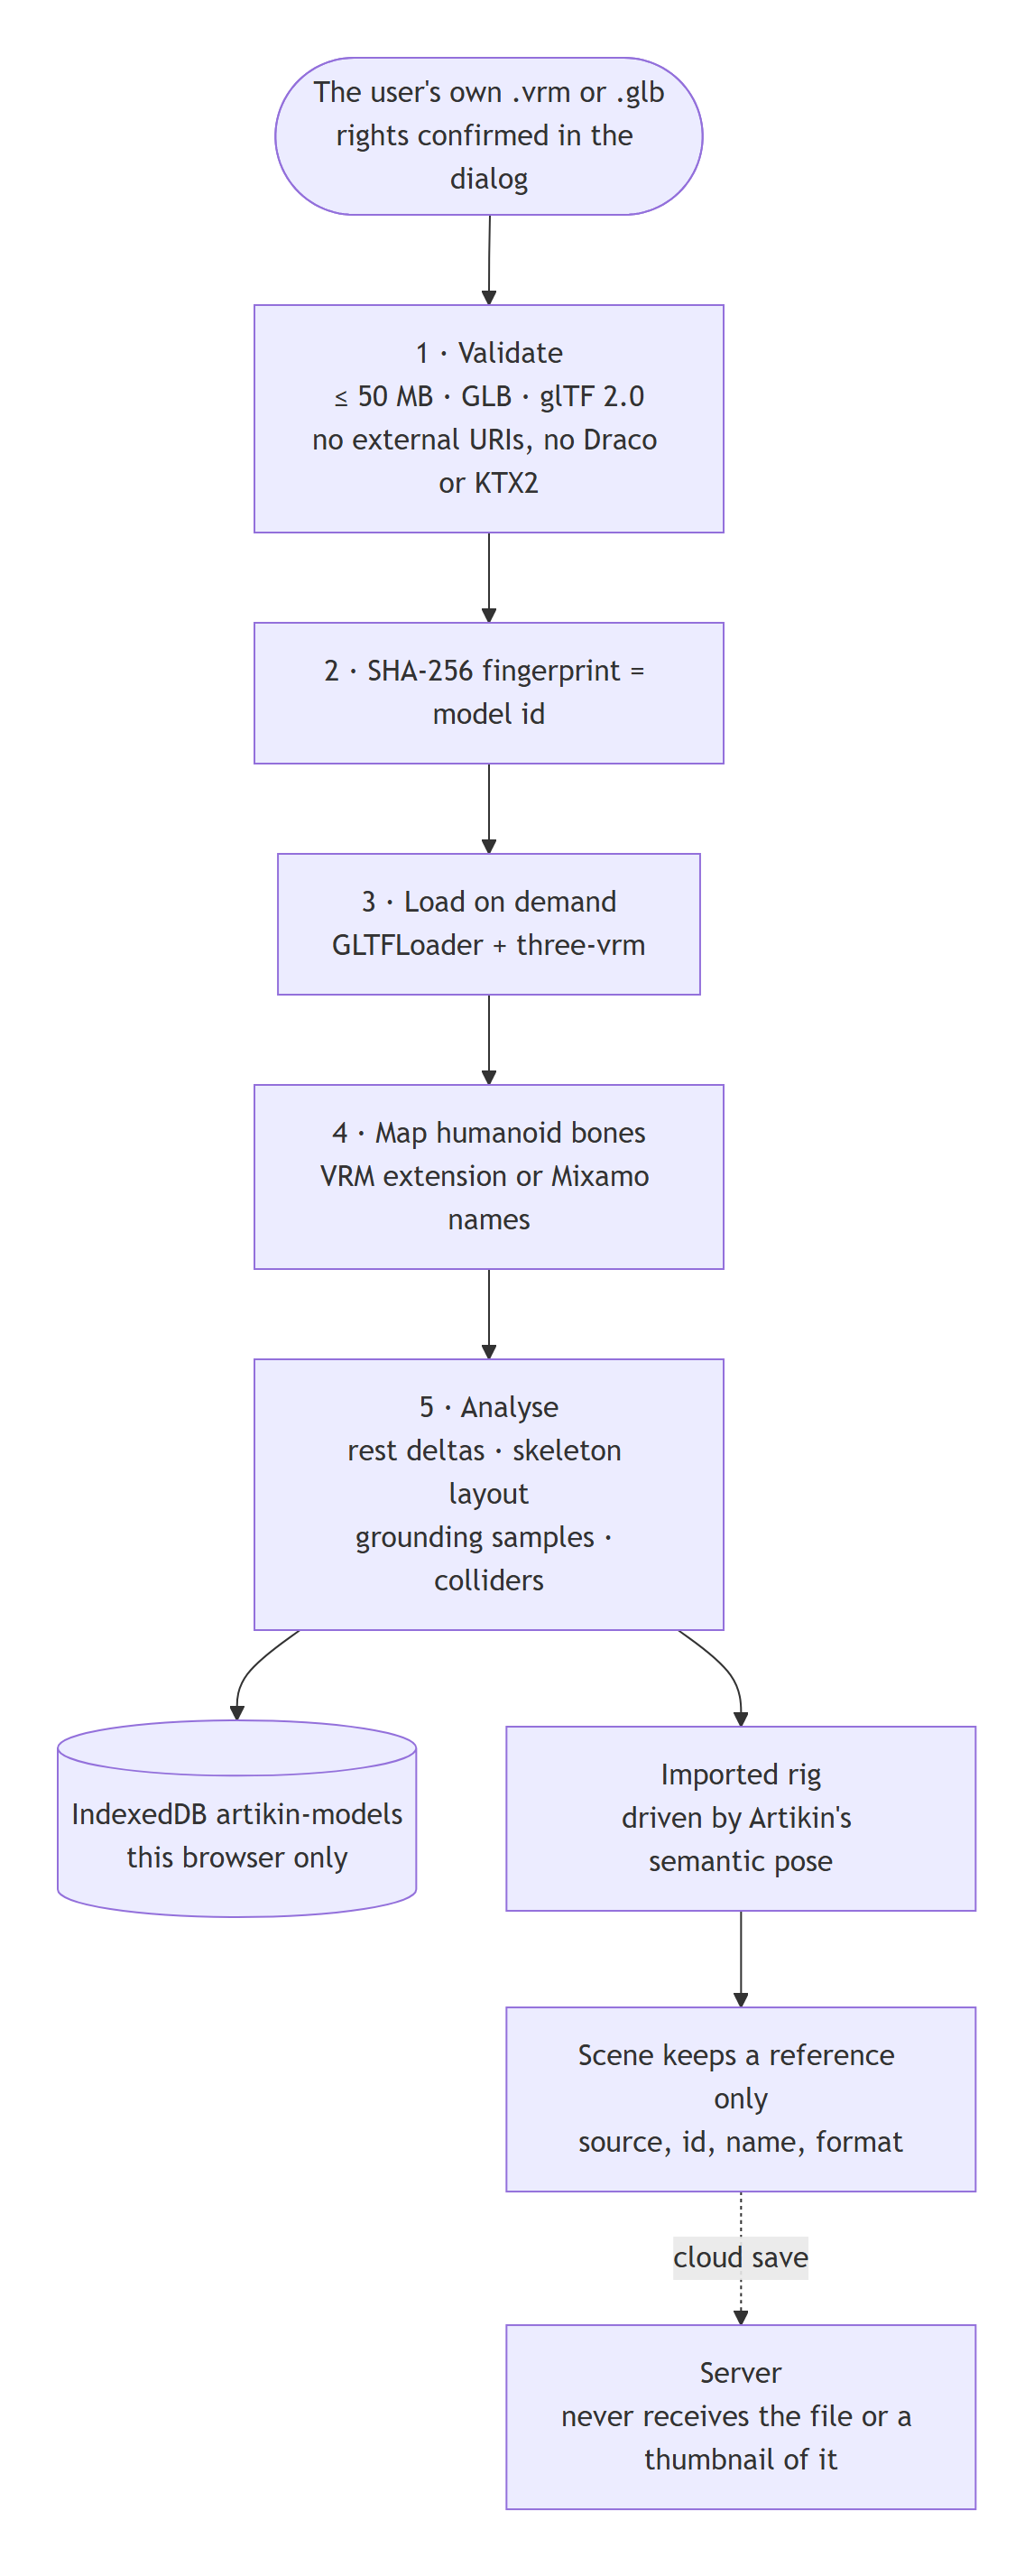 The user's own .vrm or .glb
rights confirmed in the
dialog
1 · Validate
≤ 50 MB · GLB · glTF 2.0
no external URIs, no Draco
or KTX2
2 · SHA-256 fingerprint =
model id
3 · Load on demand
GLTFLoader + three-vrm
4 · Map humanoid bones
VRM extension or Mixamo
names
5 · Analyse
rest deltas · skeleton
layout
grounding samples ·
colliders
IndexedDB artikin-models
this browser only
Imported rig
driven by Artikin's
semantic pose
Scene keeps a reference
only
source, id, name, format
cloud save
Server
never receives the file or a
thumbnail of it